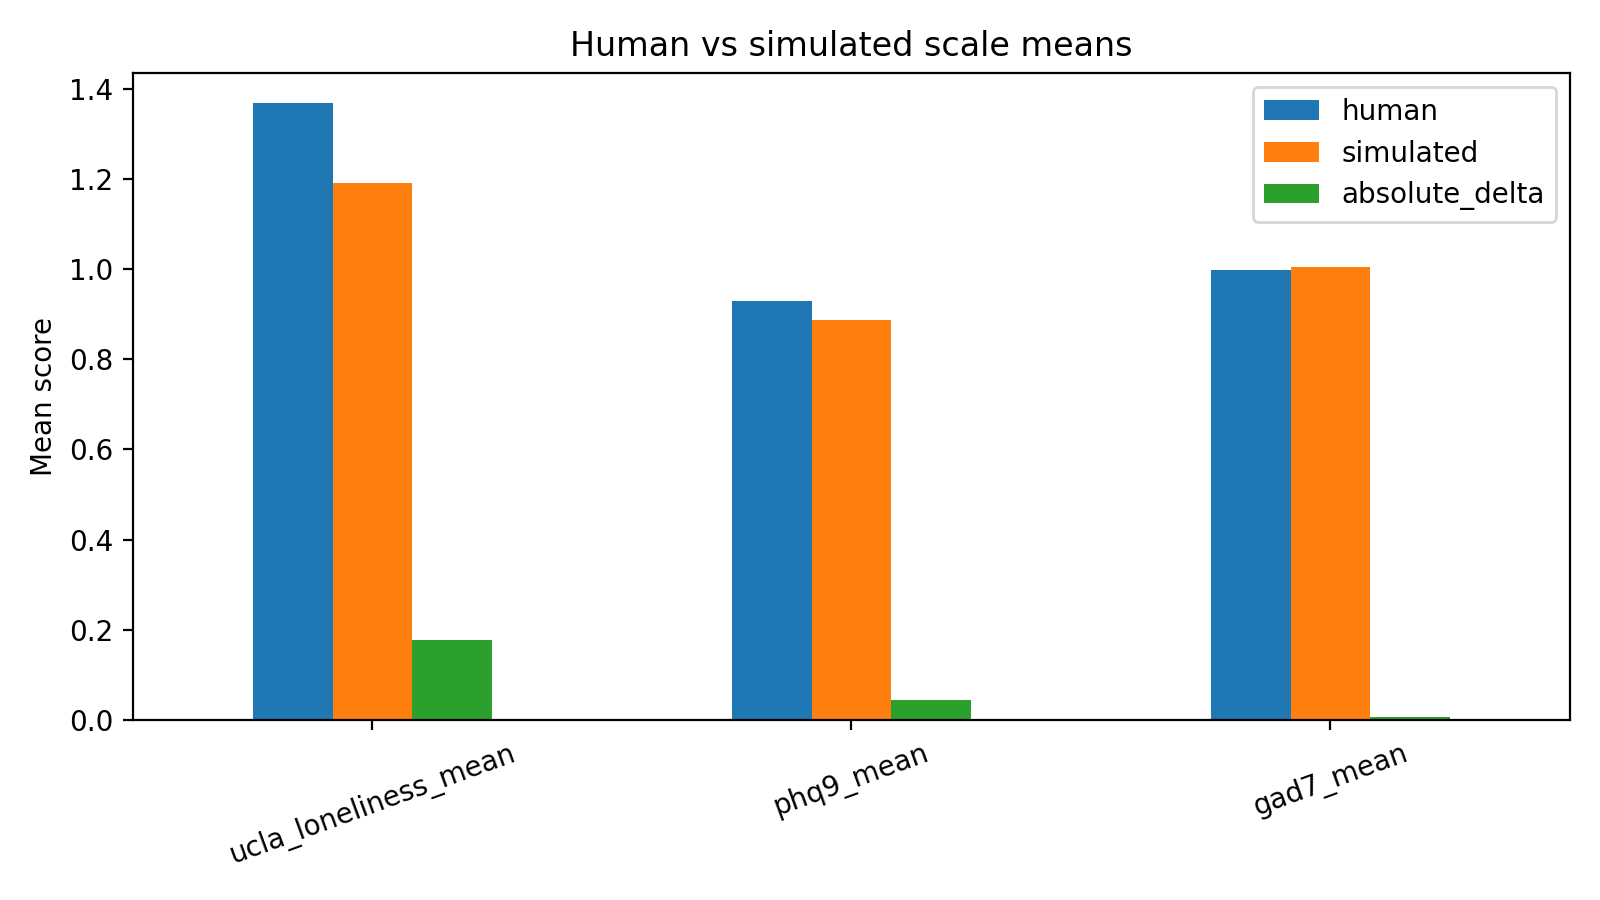 Human vs simulated scale means
human
simulated
absolute_delta
Mean score
1.4
1.2
1.0
0.8
0.6
0.4
0.2
0.0
ucla_loneliness_mean
phq9_mean
gad7_mean